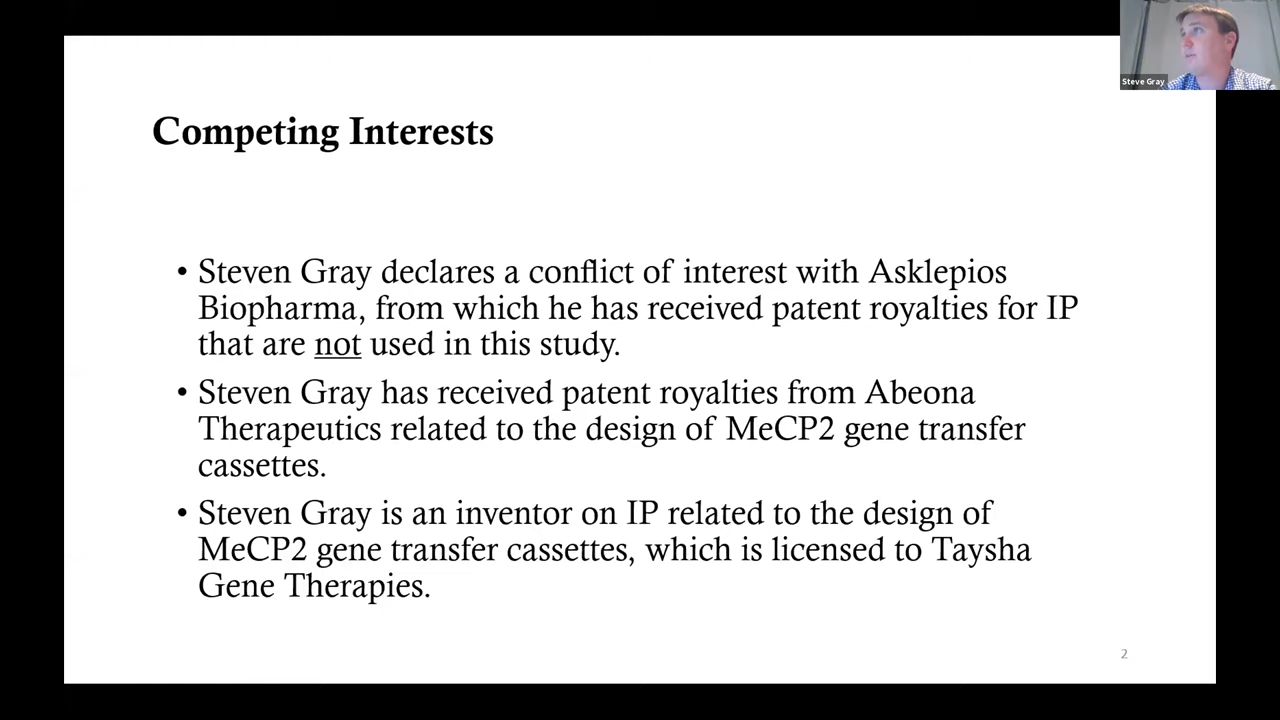 Steve Gray
Competing Interests
• Steven Gray declares a conflict of interest with Asklepios
Biopharma, from which he has received patent royalties for IP
that are not used in this study.
• Steven Gray has received patent royalties from Abeona
Therapeutics related to the design of MeCP2 gene transfer
cassettes.
• Steven Gray is an inventor on IP related to the design of
MeCP2 gene transfer cassettes, which is licensed to Taysha
Gene Therapies.
2